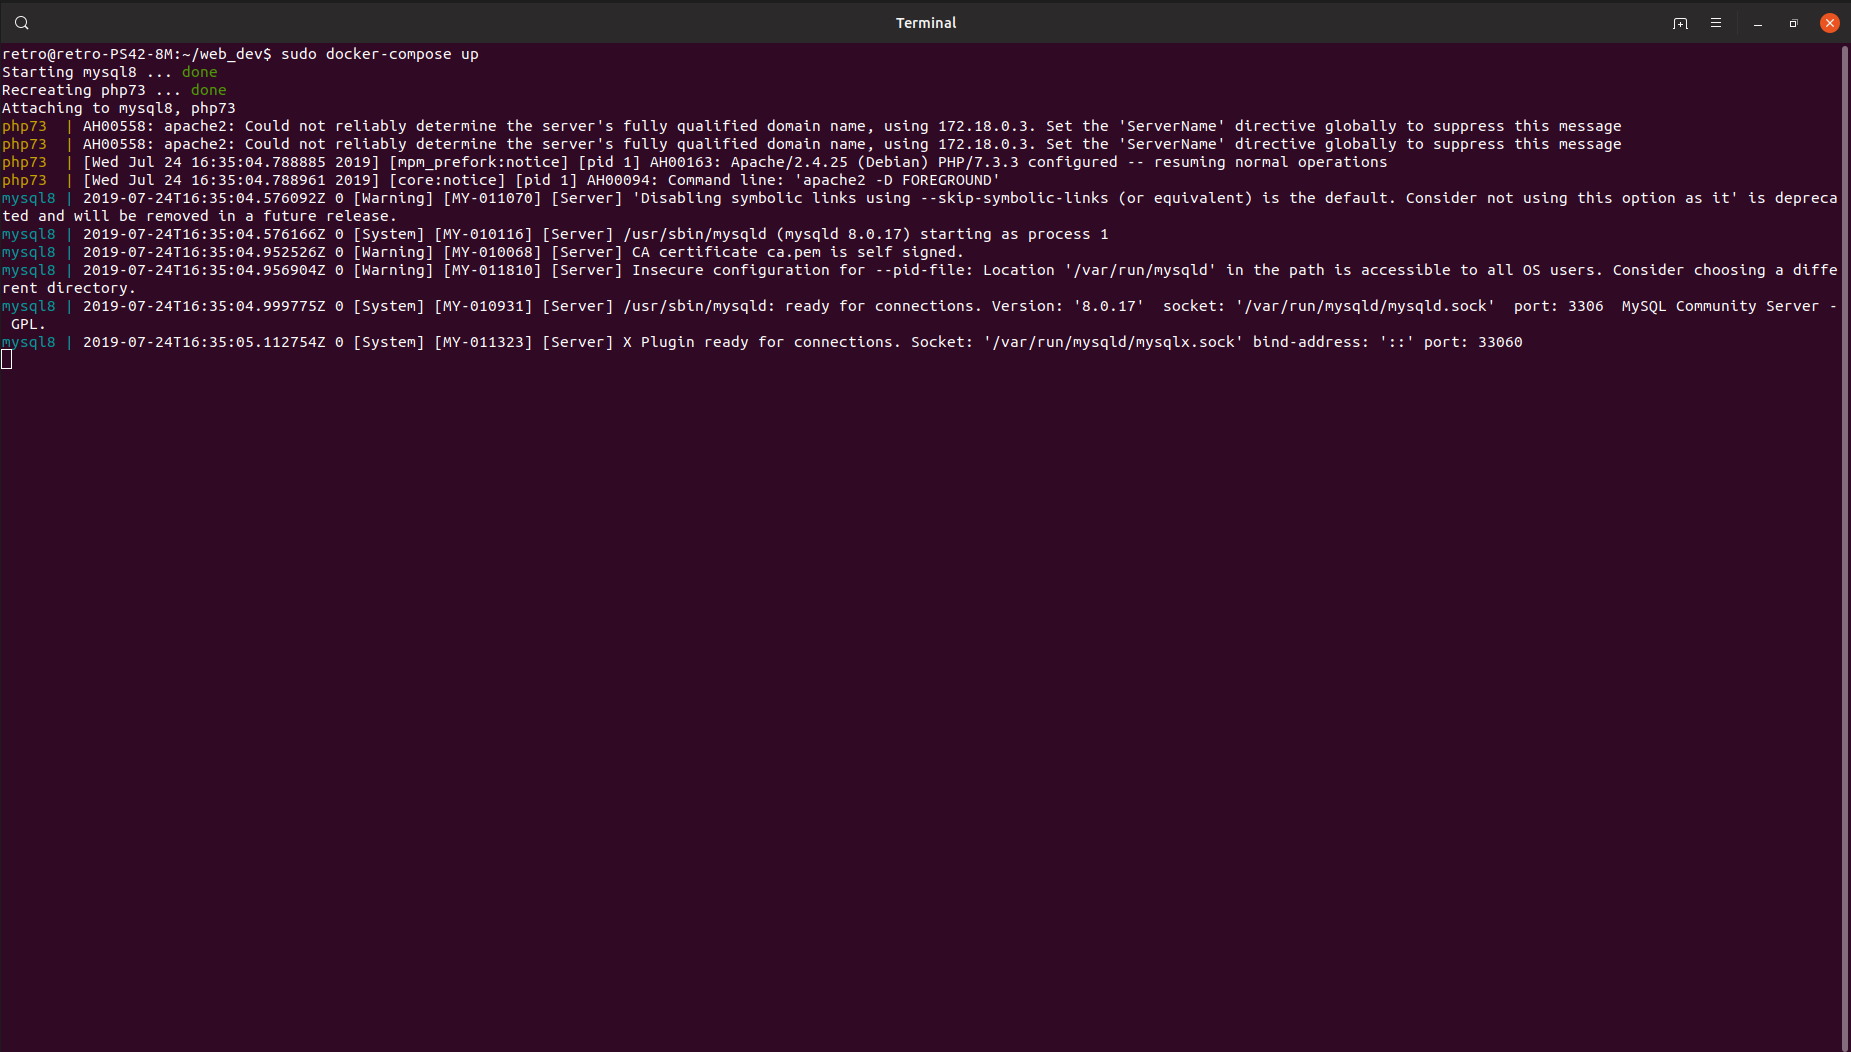 Terminal
retro@retro-PS42-8M:~/web_dev$ sudo docker-compose up
Starting mysql8 ... done
Recreating php73 ... done
Attaching to mysql8, php73
php73  | AH00558: apache2: Could not reliably determine the server's fully qualified domain name, using 172.18.0.3. Set the 'ServerName' directive globally to suppress this message
php73  | AH00558: apache2: Could not reliably determine the server's fully qualified domain name, using 172.18.0.3. Set the 'ServerName' directive globally to suppress this message
php73  | [Wed Jul 24 16:35:04.788885 2019] [mpm_prefork:notice] [pid 1] AH00163: Apache/2.4.25 (Debian) PHP/7.3.3 configured -- resuming normal operations
php73  | [Wed Jul 24 16:35:04.788961 2019] [core:notice] [pid 1] AH00094: Command line: 'apache2 -D FOREGROUND'
mysql8 | 2019-07-24T16:35:04.576092Z 0 [Warning] [MY-011070] [Server] 'Disabling symbolic links using --skip-symbolic-links (or equivalent) is the default. Consider not using this option as it' is depreca
ted and will be removed in a future release.
mysql8 | 2019-07-24T16:35:04.576166Z 0 [System] [MY-010116] [Server] /usr/sbin/mysqld (mysqld 8.0.17) starting as process 1
mysql8 | 2019-07-24T16:35:04.952526Z 0 [Warning] [MY-010068] [Server] CA certificate ca.pem is self signed.
mysql8 | 2019-07-24T16:35:04.956904Z 0 [Warning] [MY-011810] [Server] Insecure configuration for --pid-file: Location '/var/run/mysqld' in the path is accessible to all OS users. Consider choosing a diffe
rent directory.
mysql8 | 2019-07-24T16:35:04.999775Z 0 [System] [MY-010931] [Server] /usr/sbin/mysqld: ready for connections. Version: '8.0.17'  socket: '/var/run/mysqld/mysqld.sock'  port: 3306  MySQL Community Server -
 GPL.
mysql8 | 2019-07-24T16:35:05.112754Z 0 [System] [MY-011323] [Server] X Plugin ready for connections. Socket: '/var/run/mysqld/mysqlx.sock' bind-address: '::' port: 33060